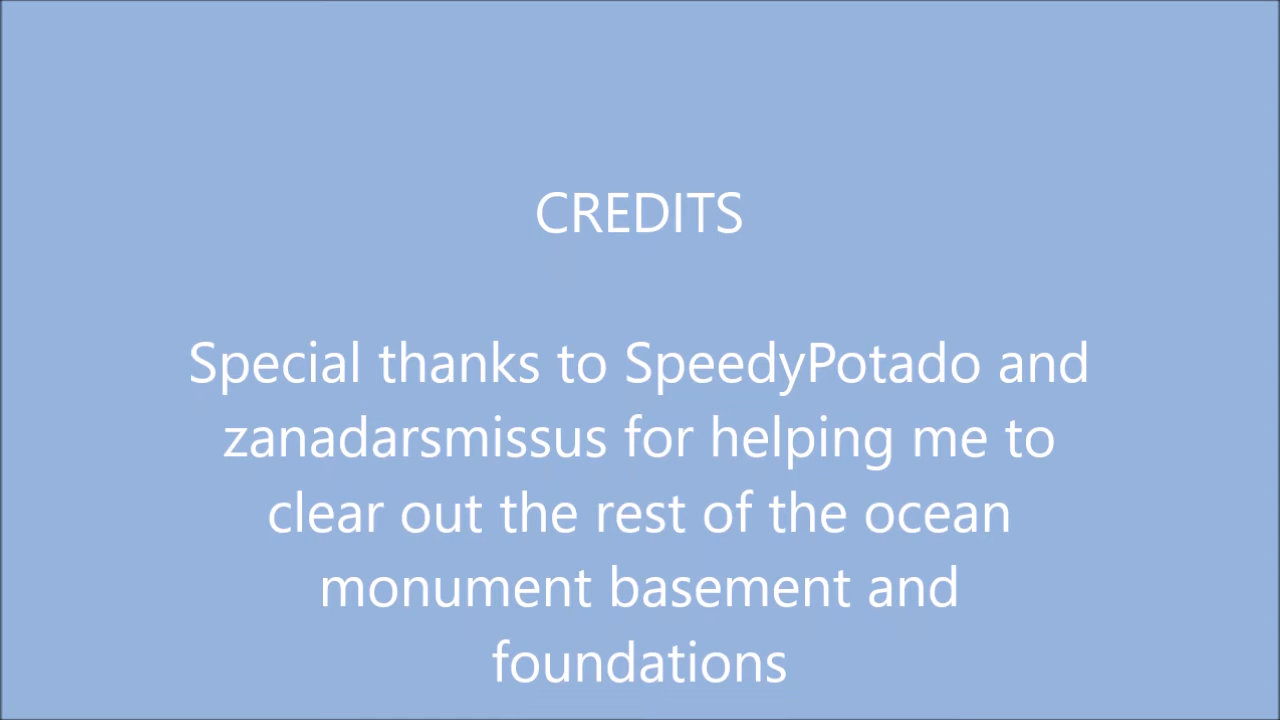 CREDITS
Special thanks to SpeedyPotado and
zanadarsmissus for helping me to
clear out the rest of the ocean
monument basement and
foundations